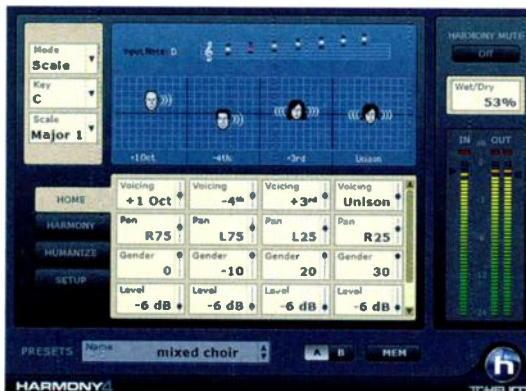 Mode
Scale
Key
C
Scale
Major 1
Input Note: D
+1Oct -4th +3rd Unison
HARMONY MUTE
Off
Wet/Dry
53%
IN dB OUT
HOME
HARMONY
HUMANIZE
SETUP
Voicing Voicing Voicing Voicing
+1 Oct -4th +3rd Unison
Pan Pan Pan Pan
R75 L75 L25 R25
Gender Gender Gender Gender
0 -10 20 30
Level Level Level Level
-6 dB -6 dB -6 dB -6 dB
PRESETS Name mixed choir A B MEM
HARMONY4
h